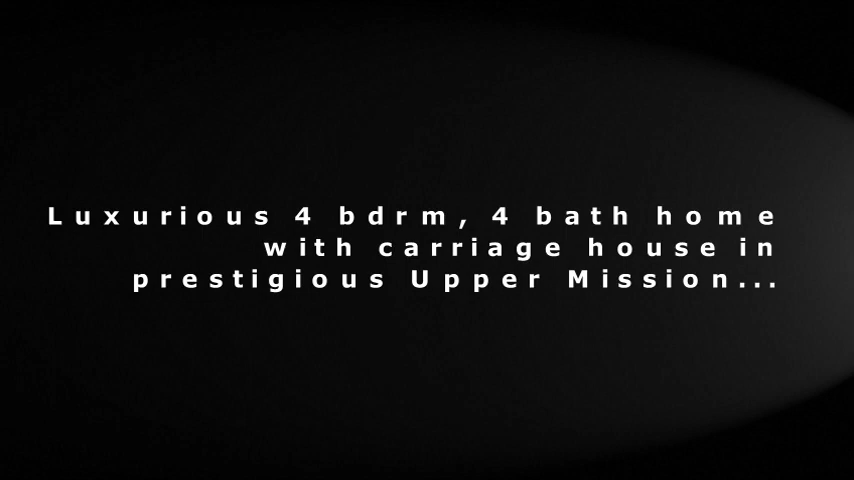 Luxurious 4 bdrm, 4 bath home
with carriage house in
prestigious Upper Mission...